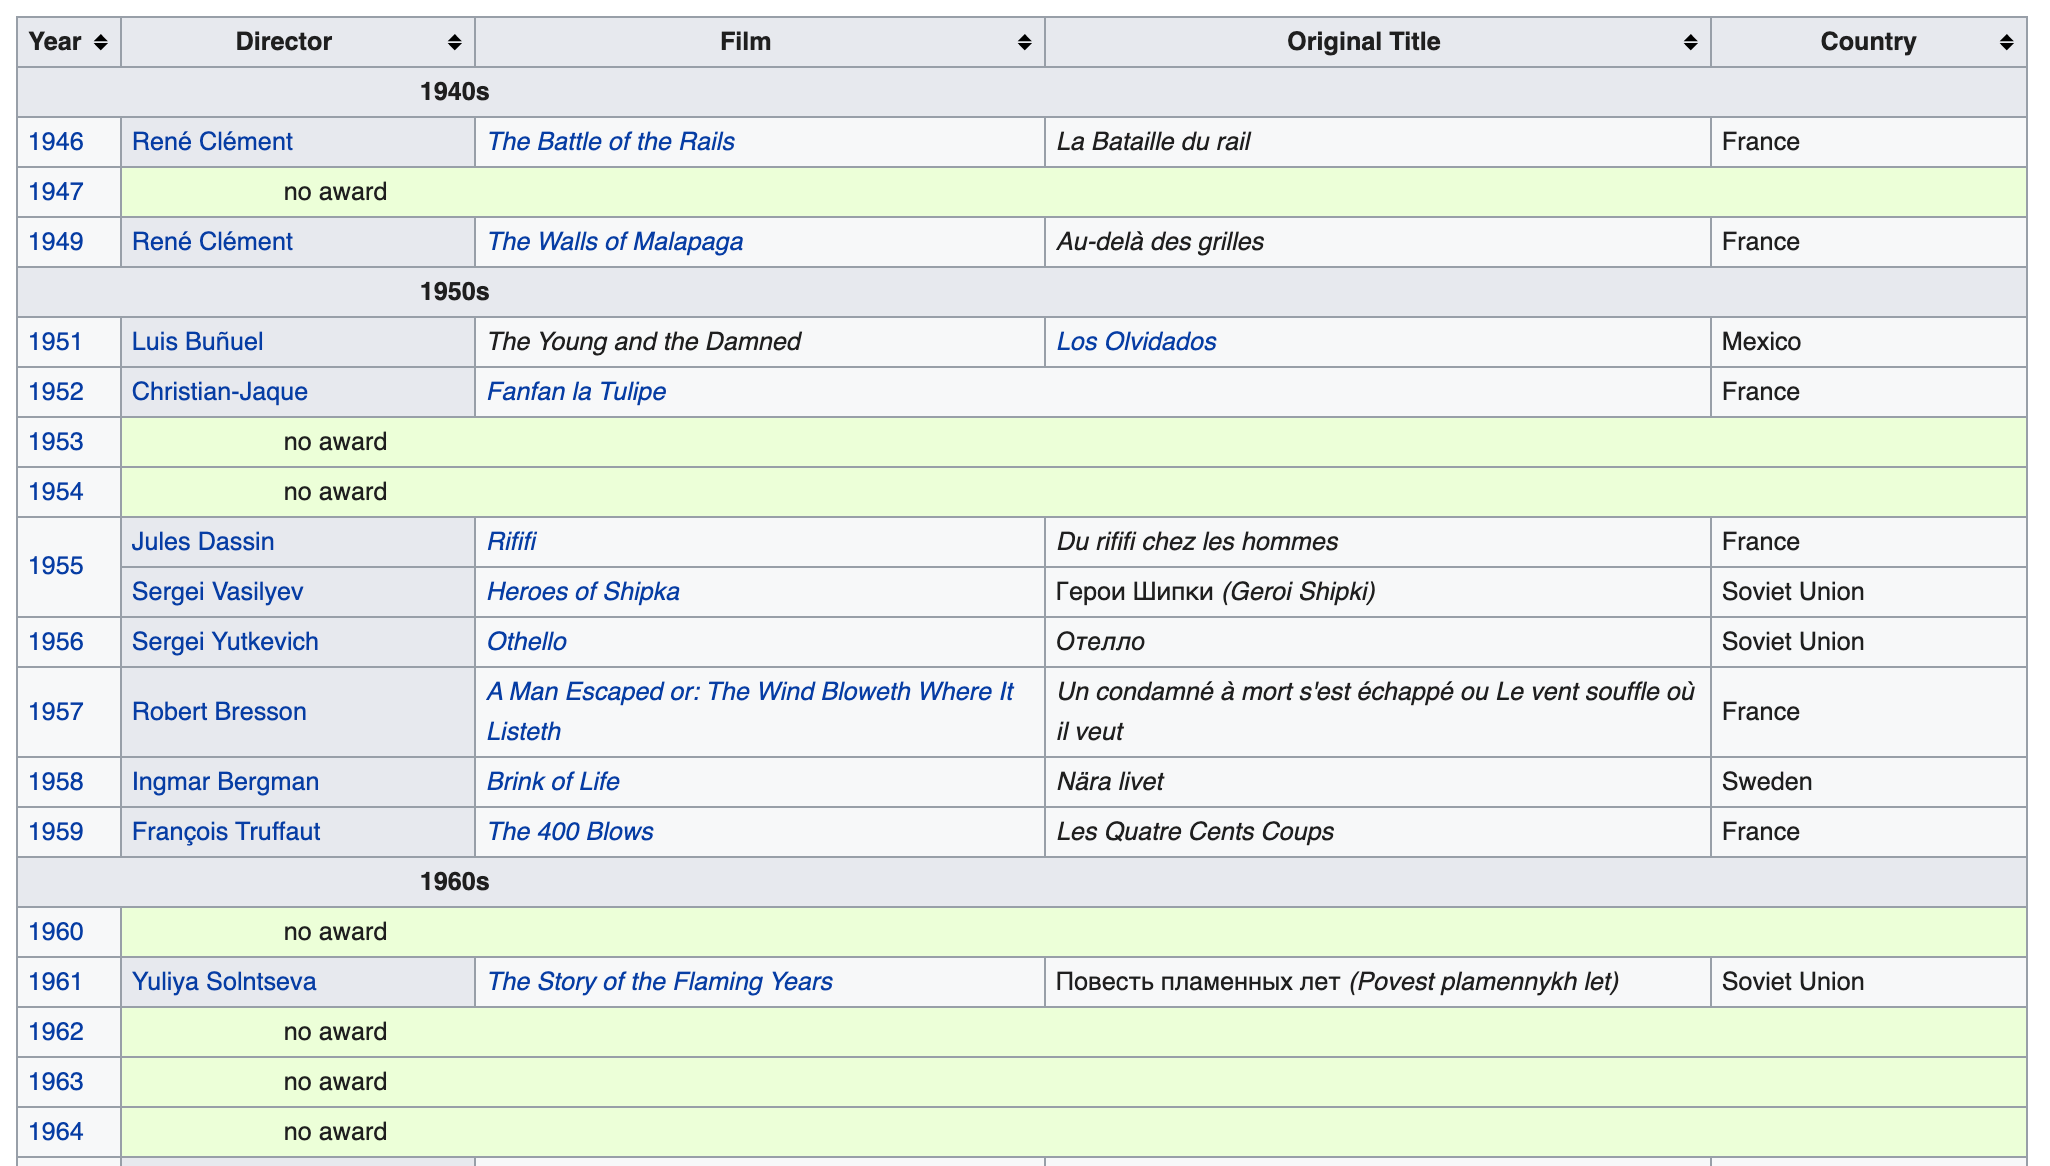 Year Director Film Original Title Country
1940s
1946 René Clément The Battle of the Rails La Bataille du rail France
1947 no award
1949 René Clément The Walls of Malapaga Au-delà des grilles France
1950s
1951 Luis Buñuel The Young and the Damned Los Olvidados Mexico
1952 Christian-Jaque Fanfan la Tulipe France
1953 no award
1954 no award
1955 Jules Dassin Rififi Du rififi chez les hommes France
Sergei Vasilyev Heroes of Shipka Герои Шипки (Geroi Shipki) Soviet Union
1956 Sergei Yutkevich Othello Отелло Soviet Union
1957 Robert Bresson A Man Escaped or: The Wind Bloweth Where It Listeth Un condamné à mort s'est échappé ou Le vent souffle où il veut France
1958 Ingmar Bergman Brink of Life Nära livet Sweden
1959 François Truffaut The 400 Blows Les Quatre Cents Coups France
1960s
1960 no award
1961 Yuliya Solntseva The Story of the Flaming Years Повесть пламенных лет (Povest plamennykh let) Soviet Union
1962 no award
1963 no award
1964 no award